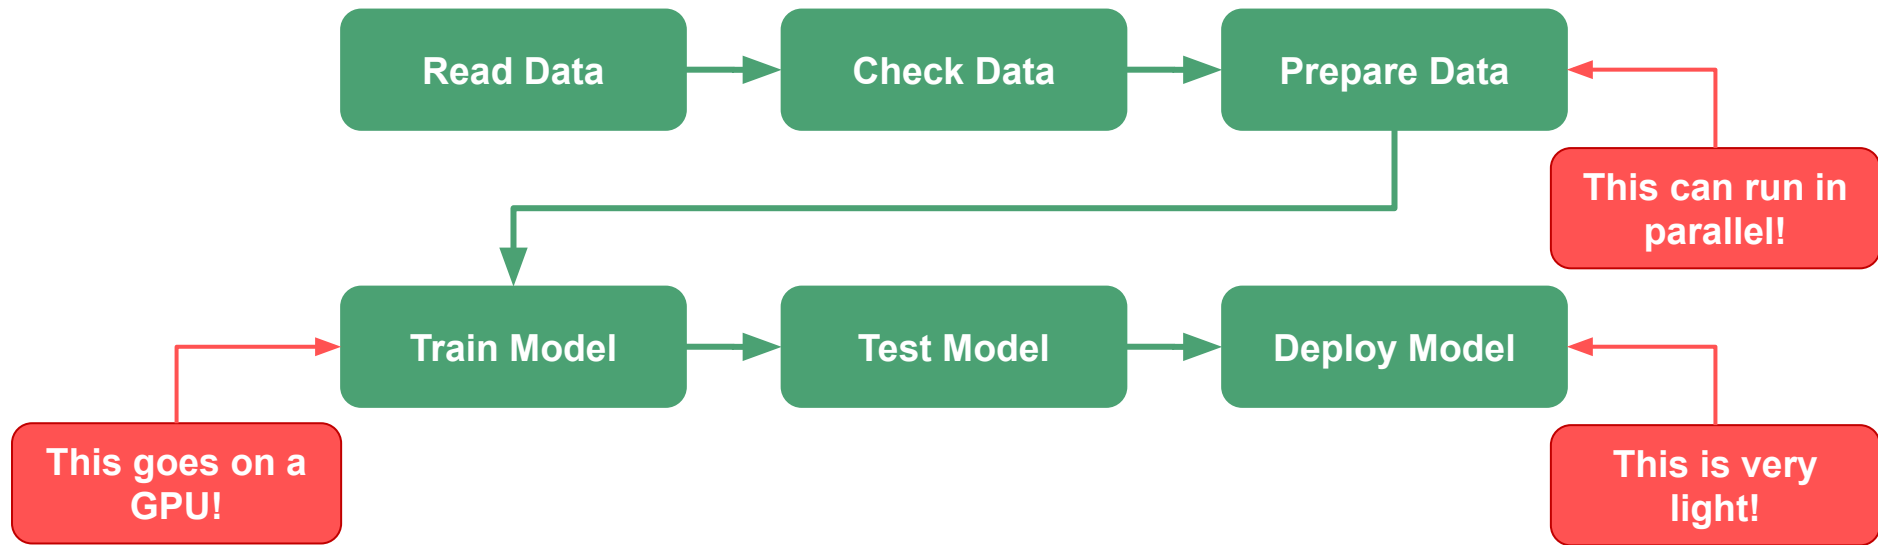 Read Data
Check Data
Prepare Data
This can run in
parallel!
Train Model
Test Model
Deploy Model
This goes on a
GPU!
This is very
light!